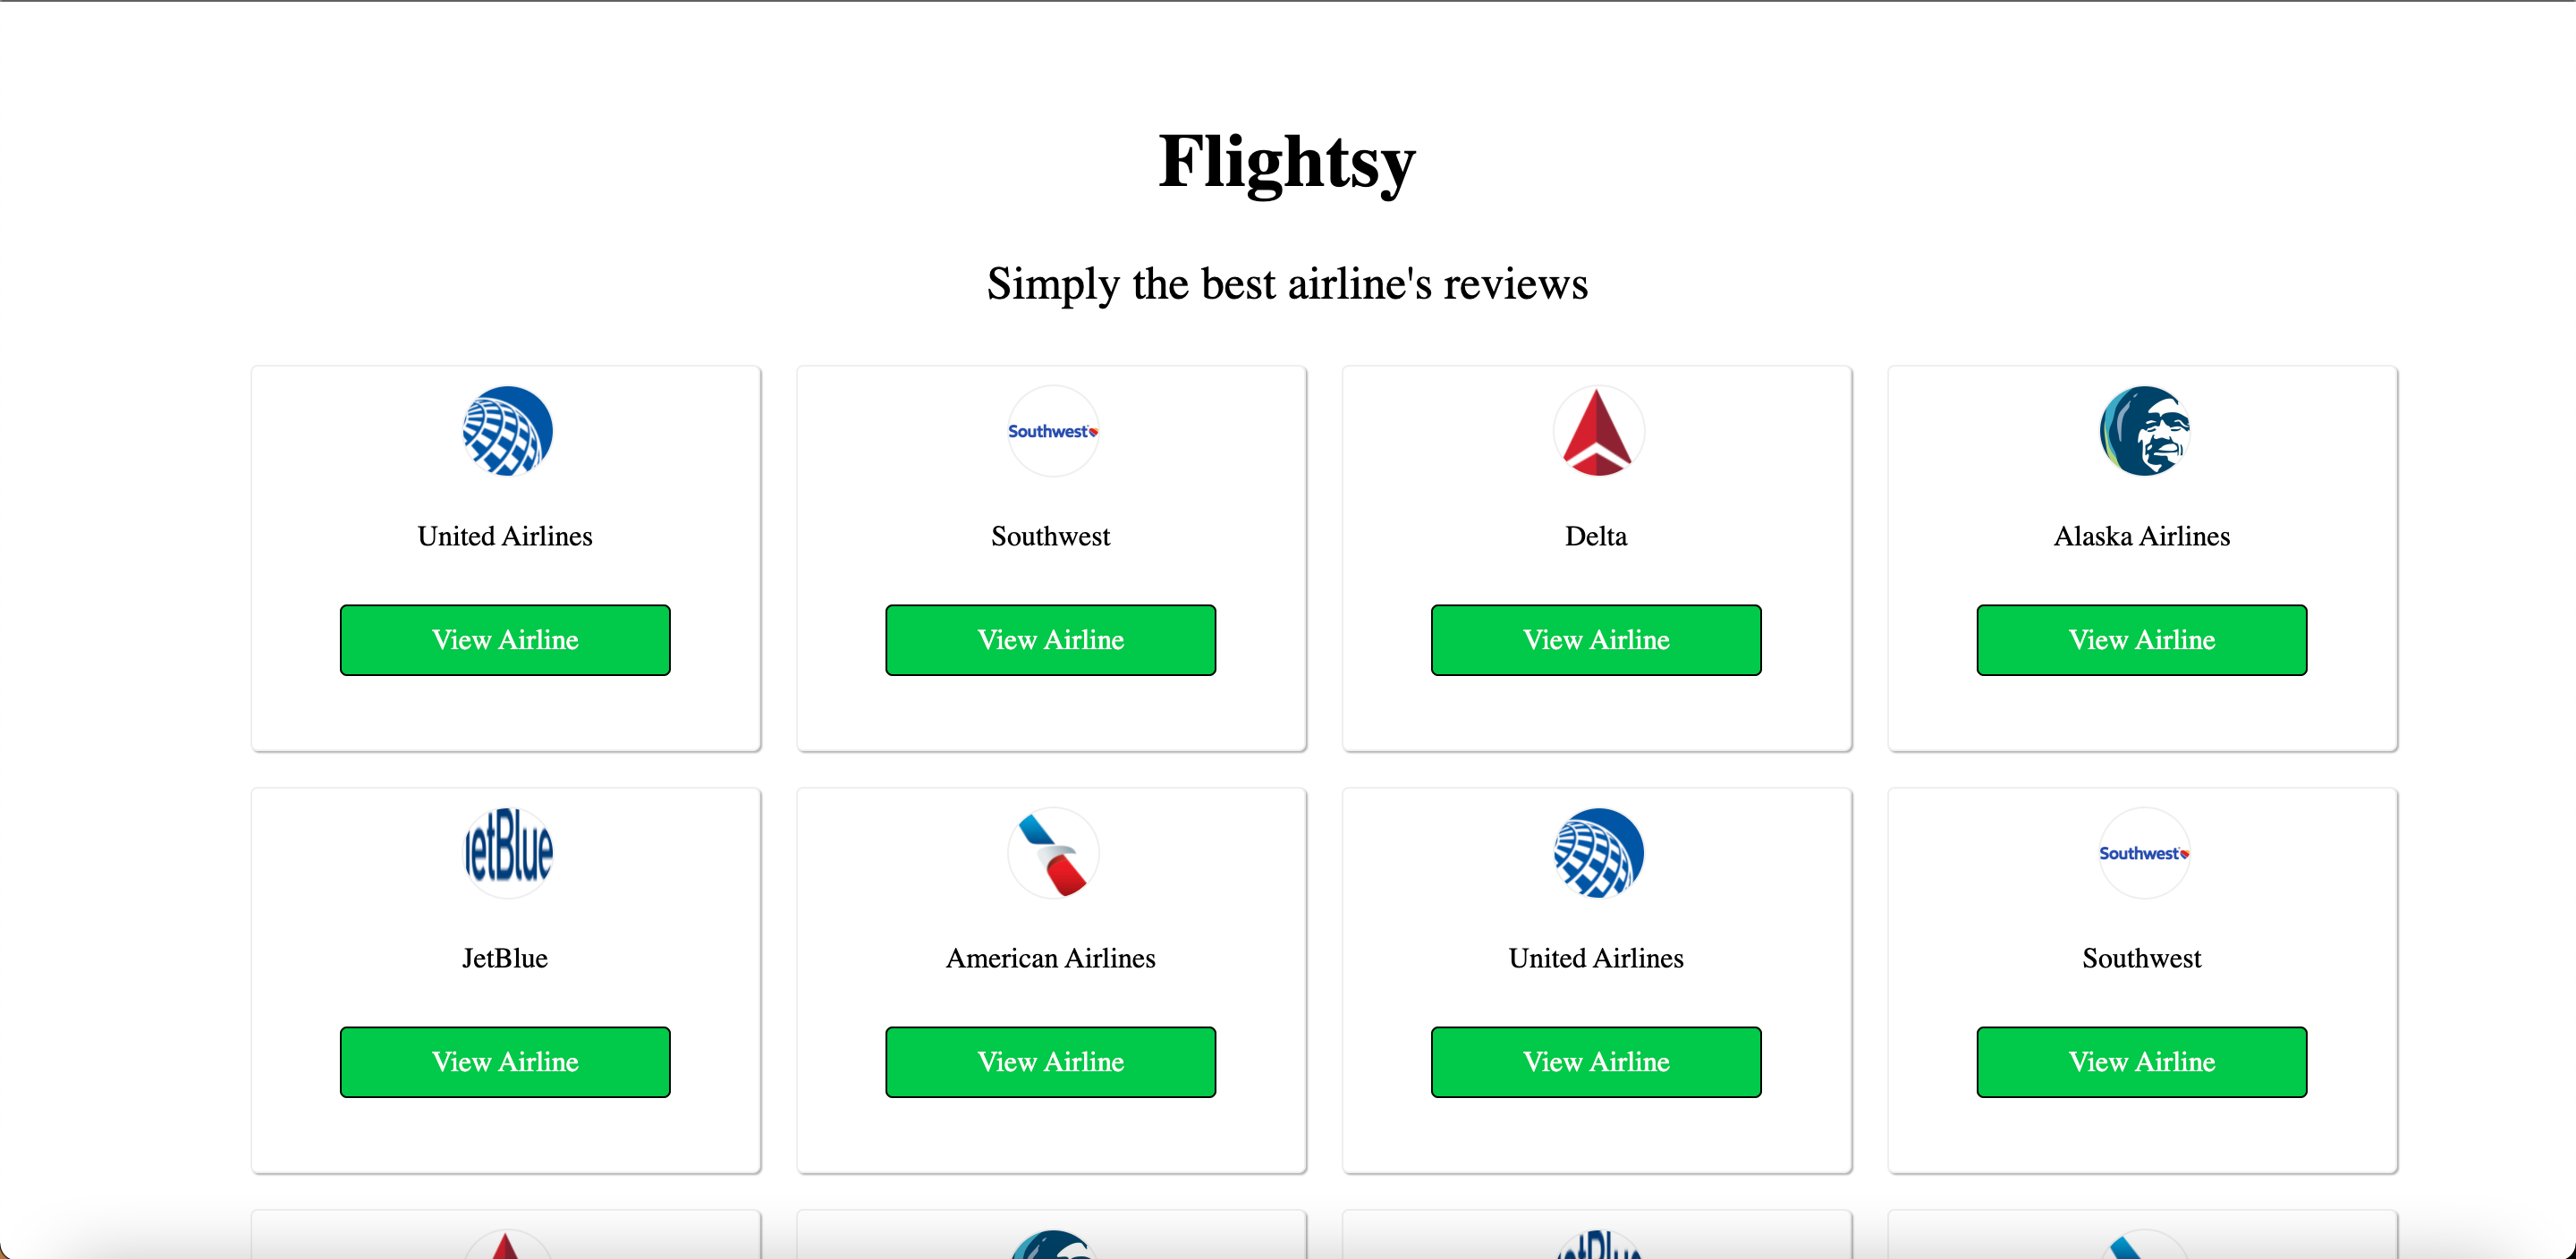 Flightsy
Simply the best airline's reviews
Southwest
United Airlines
Southwest
Delta
Alaska Airlines
View Airline
View Airline
View Airline
View Airline
jetBlue
Southwest
JetBlue
American Airlines
United Airlines
Southwest
View Airline
View Airline
View Airline
View Airline